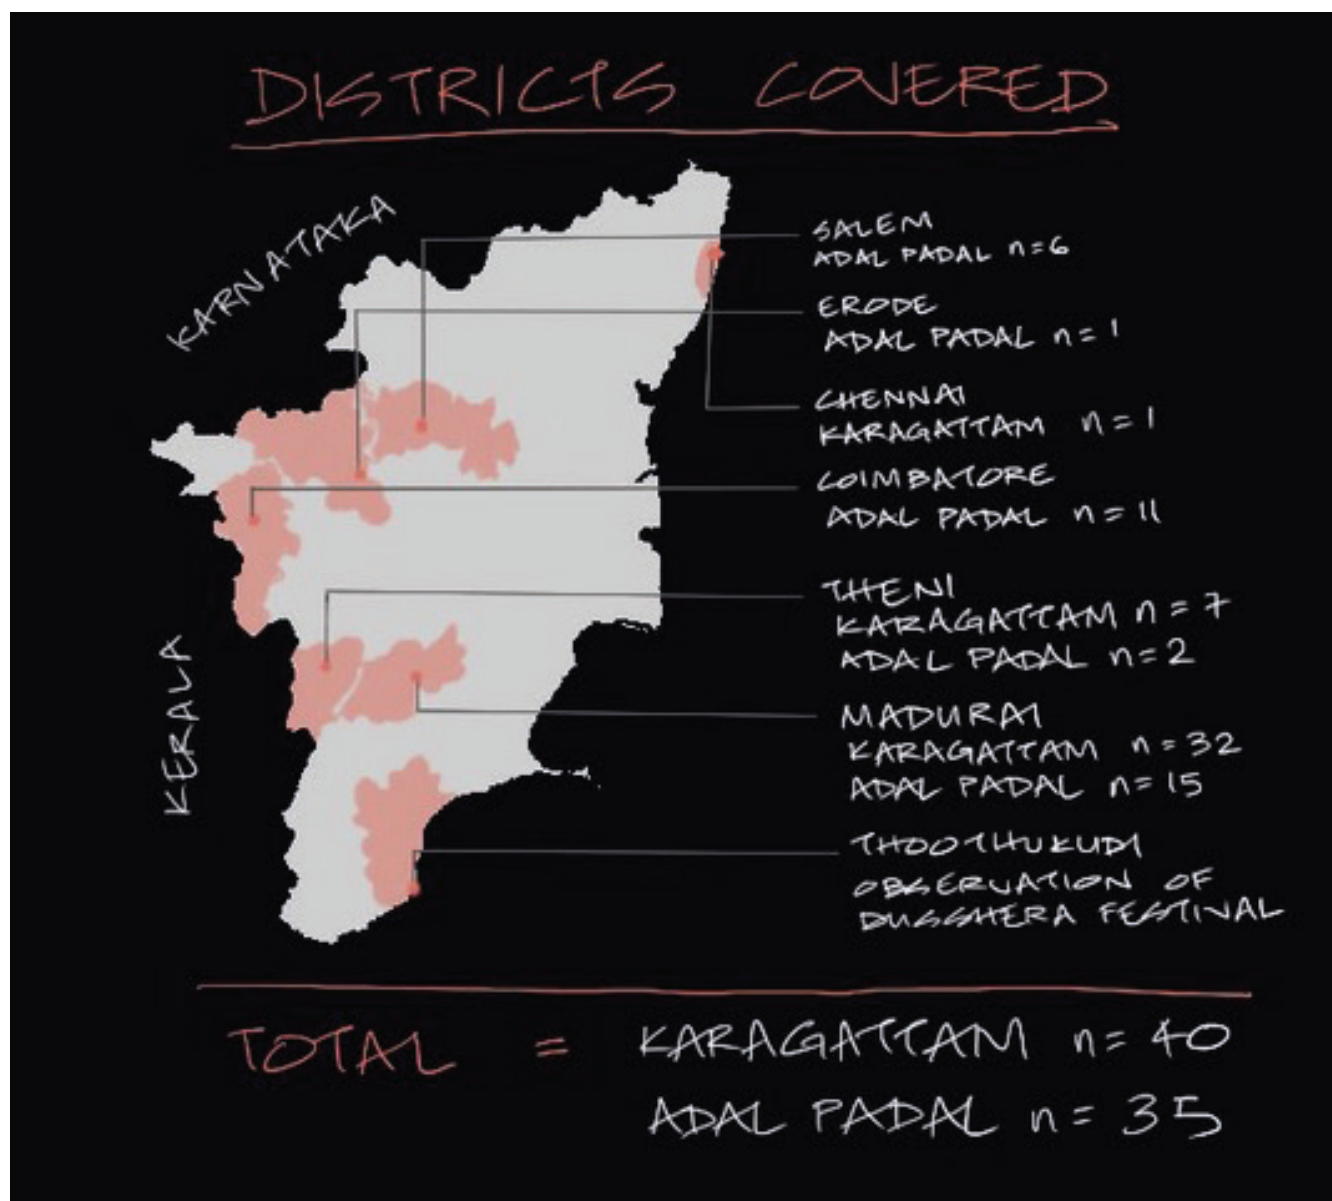 DISTRICTS COVERED
KARNATAKA
KERALA
SALEM
ADAL PADAL n=6
ERODE
ADAL PADAL n=1
CHENNAI
KARAGATTAM n=1
COIMBATORE
ADAL PADAL n=11
THENI
KARAGATTAM n=7
ADAL PADAL n=2
MADURAI
KARAGATTAM n=32
ADAL PADAL n=15
THOOTHUKUDI
OBSERVATION OF
DUSSHERA FESTIVAL
TOTAL = KARAGATTAM n=40
ADAL PADAL n=35